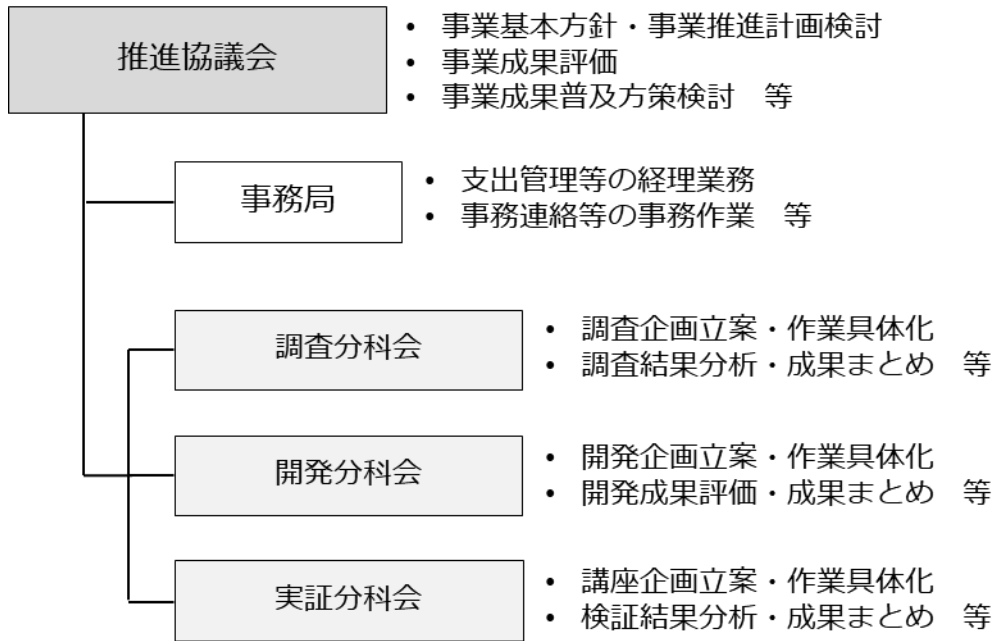 推進協議会
• 事業基本方針・事業推進計画検討
• 事業成果評価
• 事業成果普及方策検討　等
事務局
• 支出管理等の経理業務
• 事務連絡等の事務作業　等
調査分科会
• 調査企画立案・作業具体化
• 調査結果分析・成果まとめ　等
開発分科会
• 開発企画立案・作業具体化
• 開発成果評価・成果まとめ　等
実証分科会
• 講座企画立案・作業具体化
• 検証結果分析・成果まとめ　等